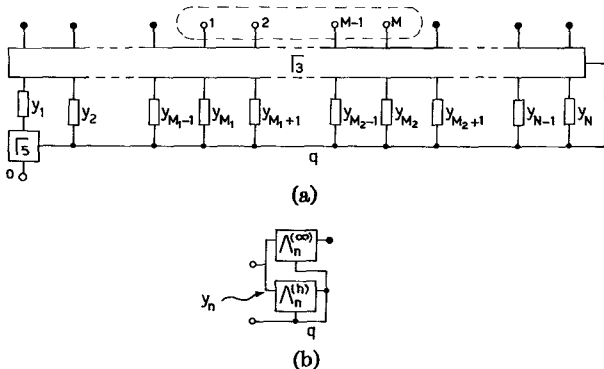 1 2 M-1 M
Γ3
y1 y2 yM1-1 yM1 yM1+1 yM2-1 yM2 yM2+1 yN-1 yN
Γ5
q
0
(a)
Λn(∞)
yn Λn(h)
q
(b)